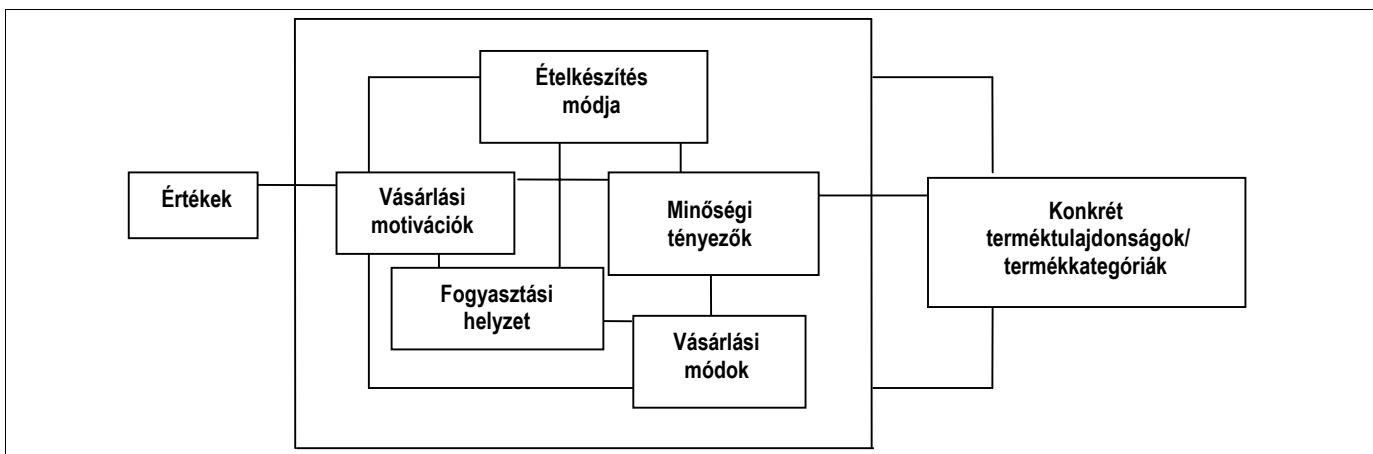 Ételkészítés
módja
Értékek
Vásárlási
motivációk
Minőségi
tényezők
Konkrét
terméktulajdonságok/
termékkategóriák
Fogyasztási
helyzet
Vásárlási
módok